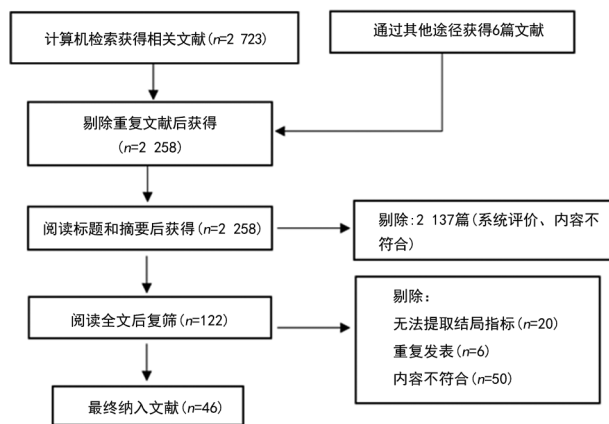 计算机检索获得相关文献(n=2 723)
通过其他途径获得6篇文献
剔除重复文献后获得
(n=2 258)
阅读标题和摘要后获得(n=2 258)
剔除:2 137篇(系统评价、内容不
符合)
阅读全文后复筛(n=122)
剔除:
无法提取结局指标(n=20)
重复发表(n=6)
内容不符合(n=50)
最终纳入文献(n=46)